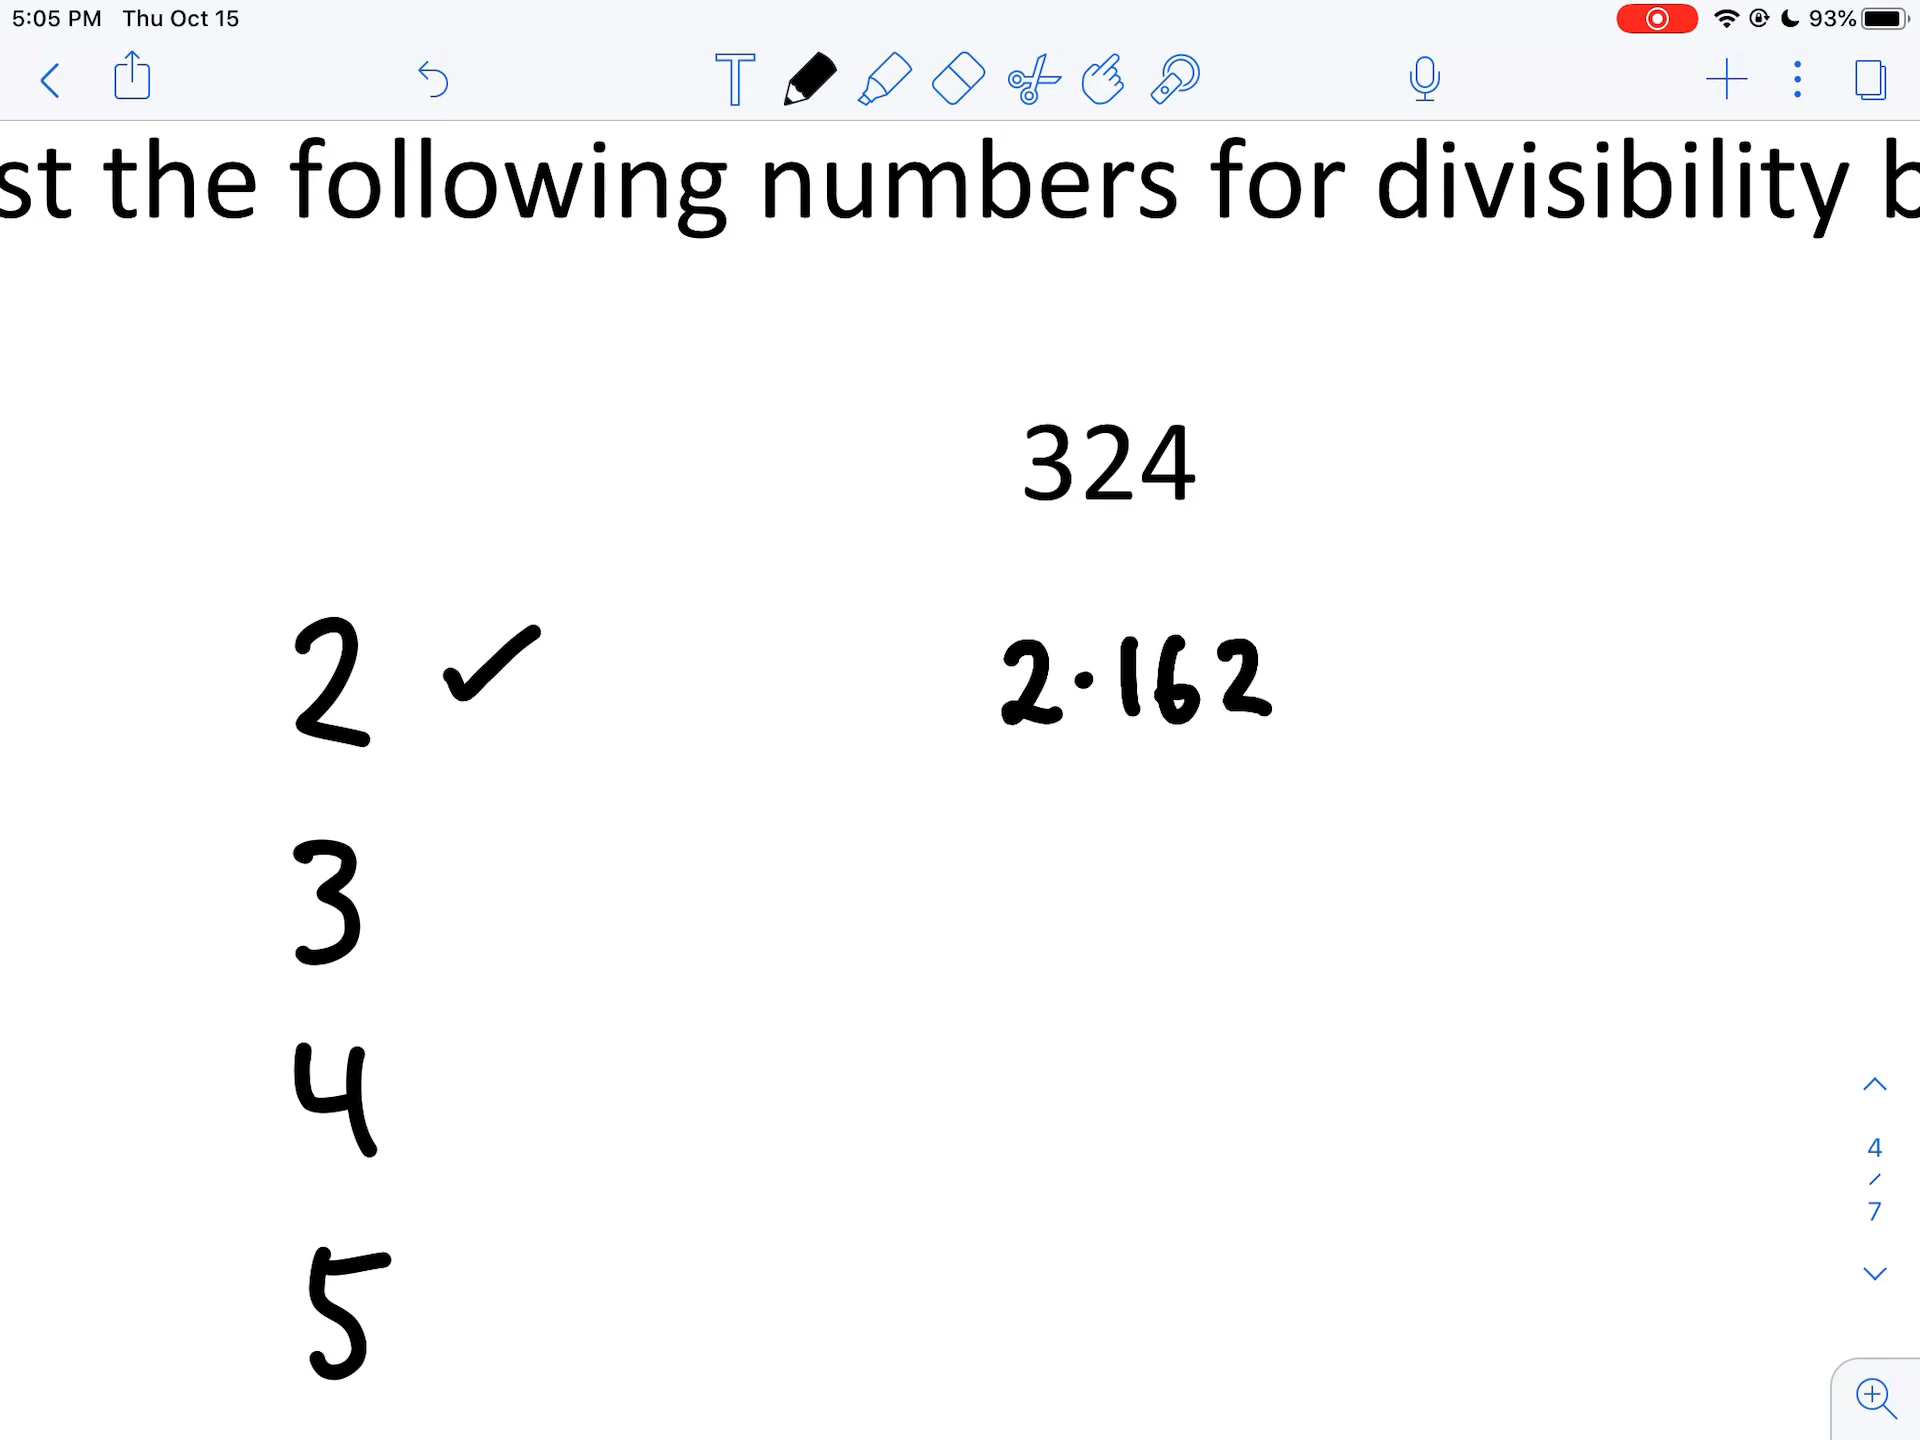 5:05 PM Thu Oct 15 93%
st the following numbers for divisibility b
324
2 ✓ 2·162
3
4
5
4
/
7